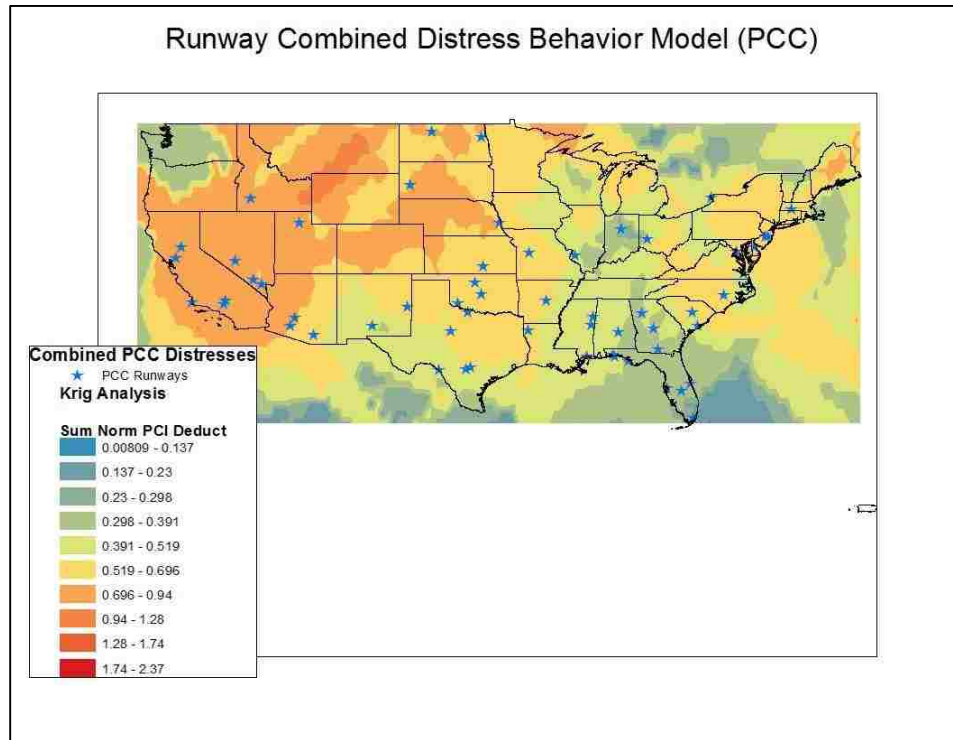 Runway Combined Distress Behavior Model (PCC)
Combined PCC Distresses
PCC Runways
Krig Analysis
Sum Norm PCI Deduct
0.00809 - 0.137
0.137 - 0.23
0.23 - 0.298
0.298 - 0.391
0.391 - 0.519
0.519 - 0.696
0.696 - 0.94
0.94 - 1.28
1.28 - 1.74
1.74 - 2.37